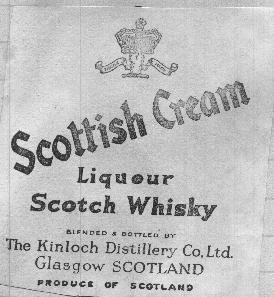 Scottish Cream
Liqueur
Scotch Whisky
BLENDED & BOTTLED BY
The Kinloch Distillery Co, Ltd.
Glasgow SCOTLAND
PRODUCE OF SCOTLAND